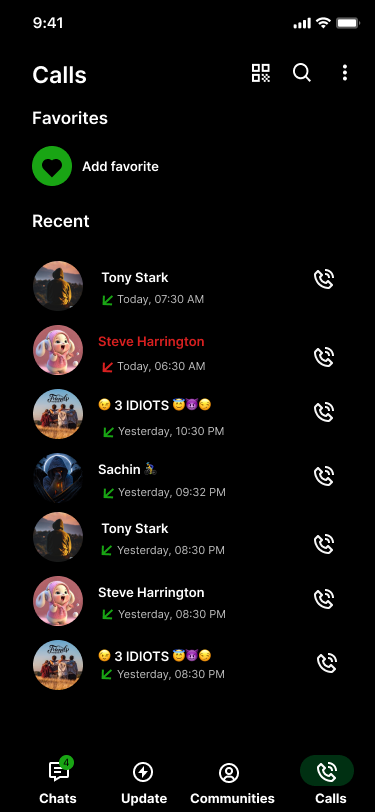 9:41
Calls
Favorites
Add favorite
Recent
Tony Stark
Today, 07:30 AM
Steve Harrington
Today, 06:30 AM
😉 3 IDIOTS 😇😈😏
Yesterday, 10:30 PM
Sachin
Yesterday, 09:32 PM
Tony Stark
Yesterday, 08:30 PM
Steve Harrington
Yesterday, 08:30 PM
😉 3 IDIOTS 😇😈😏
Yesterday, 08:30 PM
4
Chats
Update
Communities
Calls